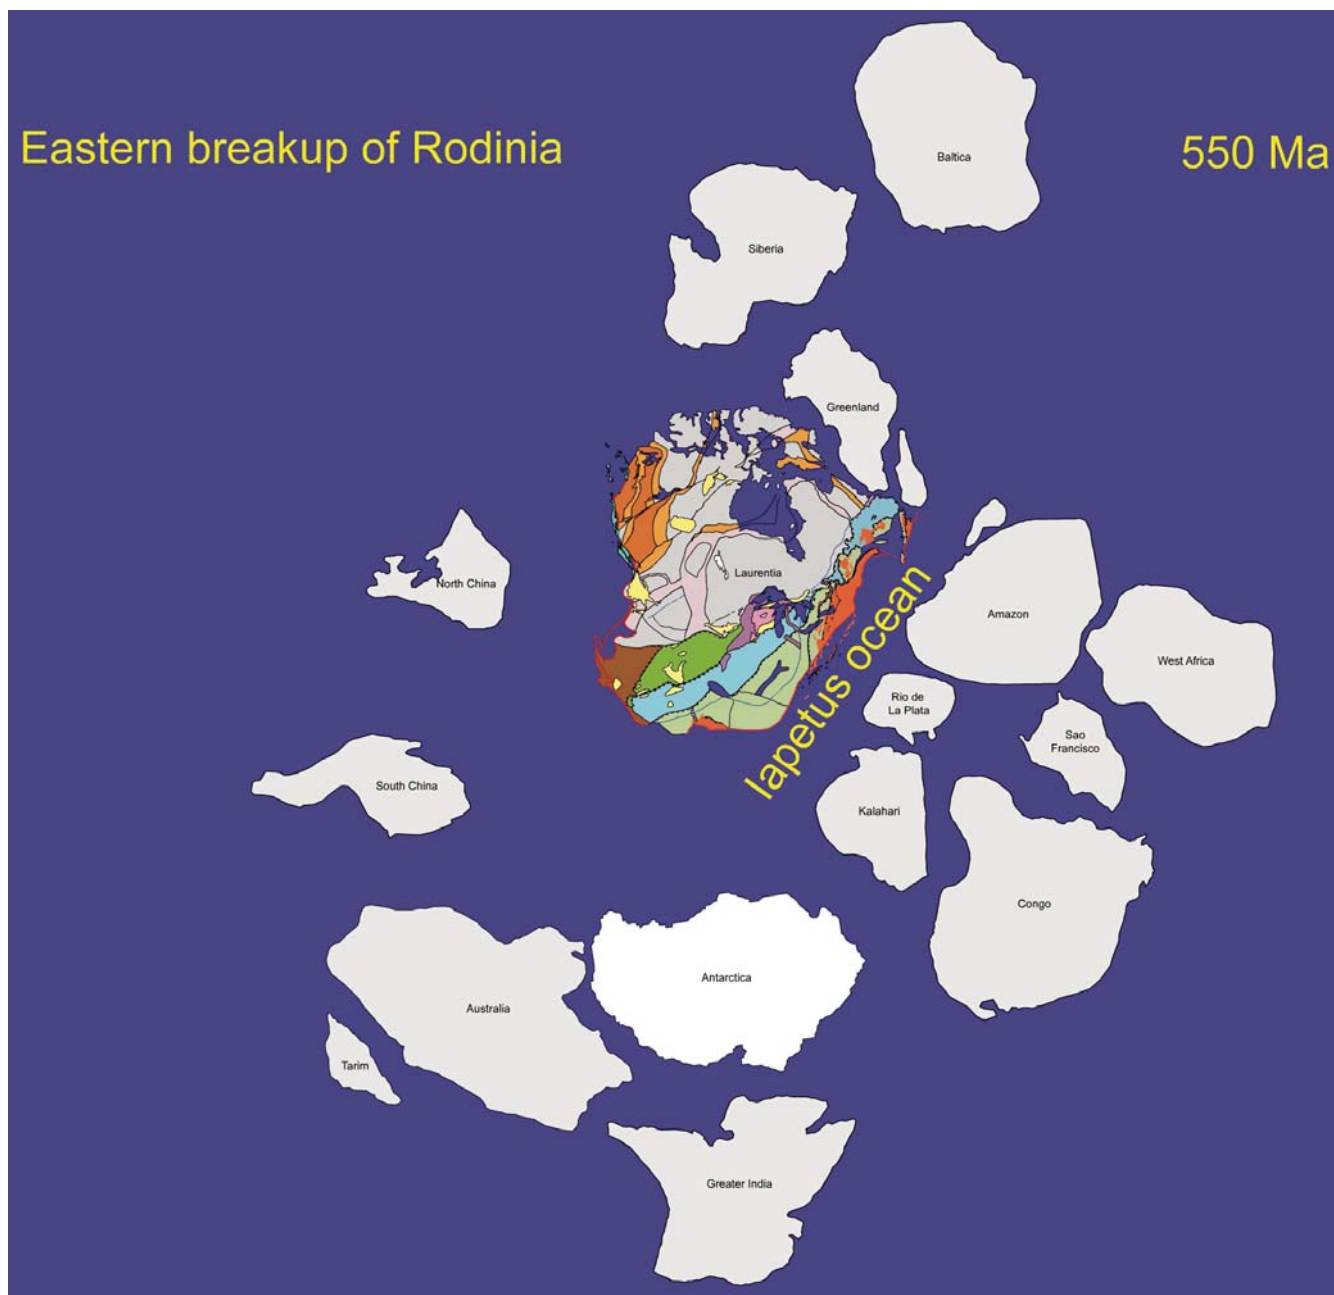 Eastern breakup of Rodinia
550 Ma
Baltica
Siberia
Greenland
North China
Laurentia
Iapetus ocean
Amazon
West Africa
Rio de
La Plata
Sao
Francisco
South China
Kalahari
Congo
Antarctica
Australia
Tarim
Greater India